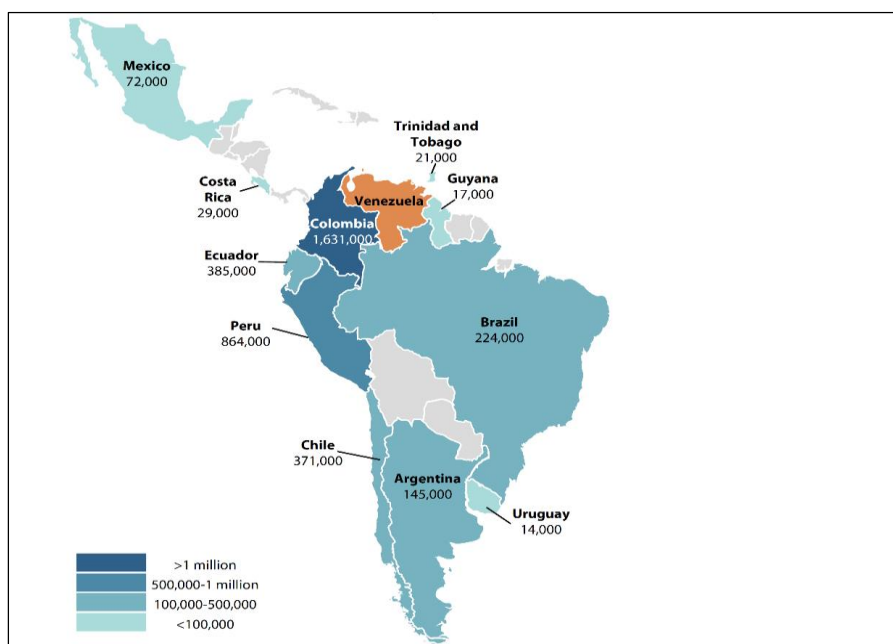 Mexico
72,000
Trinidad and
Tobago
21,000
Guyana
17,000
Costa
Rica
29,000
Venezuela
Colombia
1,631,000
Ecuador
385,000
Peru
864,000
Brazil
224,000
Chile
371,000
Argentina
145,000
Uruguay
14,000
>1 million
500,000-1 million
100,000-500,000
<100,000